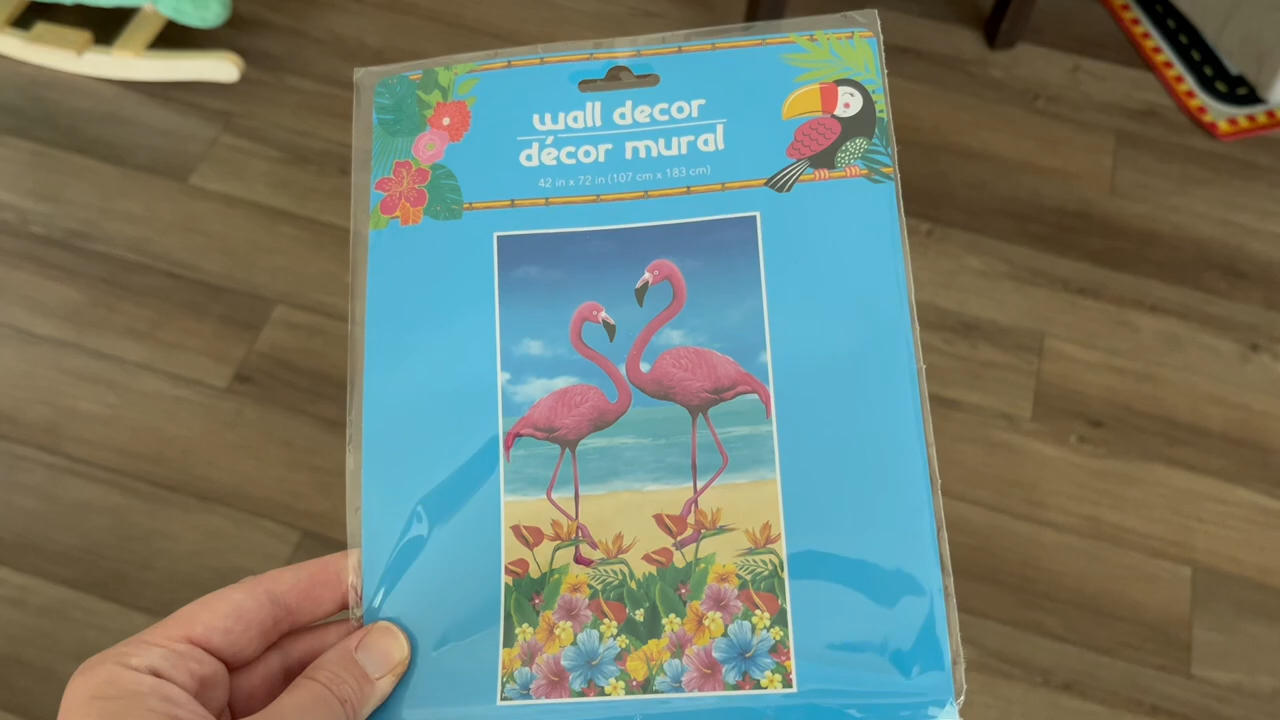 wall decor
décor mural
42 in x 72 in (107 cm x 183 cm)